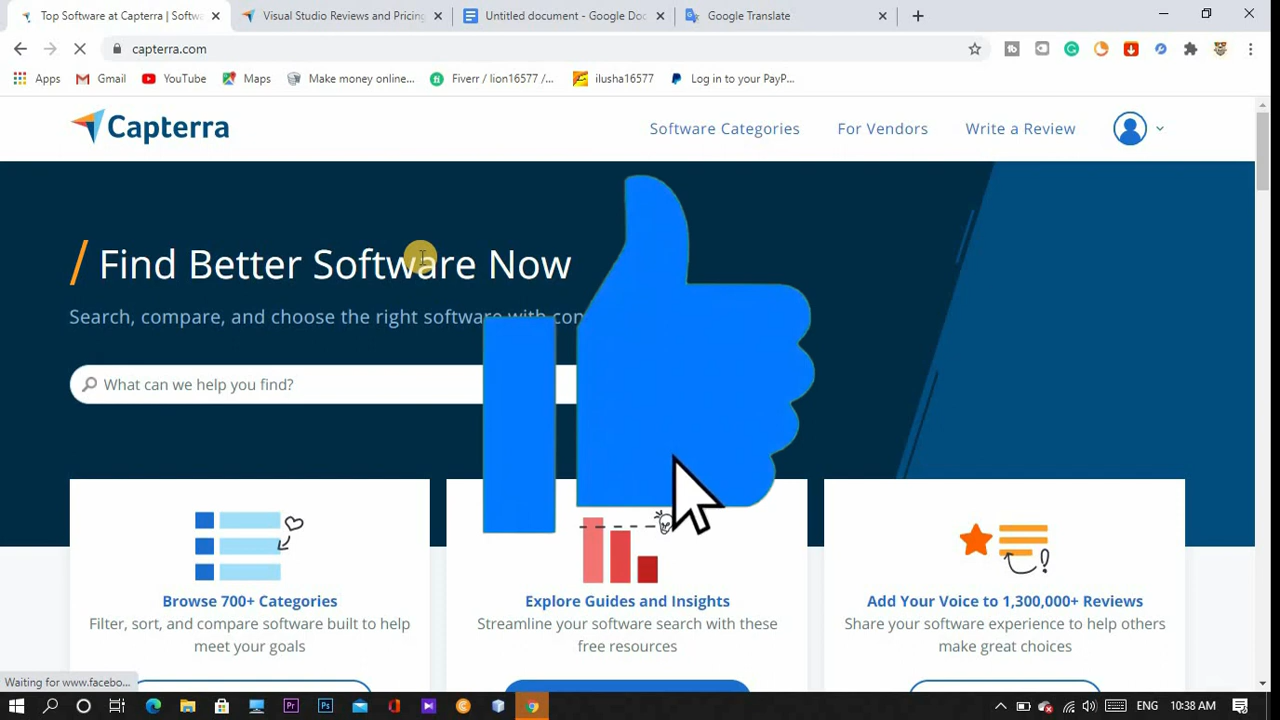 Top Software at Capterra | Softwa
Visual Studio Reviews and Pricing
Untitled document - Google Doc
Google Translate
capterra.com
Apps
Gmail
YouTube
Maps
Make money online...
Fiverr / lion16577 /...
ilusha16577
Log in to your PayP...
Capterra
Software Categories
For Vendors
Write a Review
/ Find Better Software Now
Search, compare, and choose the right software with con
What can we help you find?
Browse 700+ Categories
Filter, sort, and compare software built to help
meet your goals
Explore Guides and Insights
Streamline your software search with these
free resources
Add Your Voice to 1,300,000+ Reviews
Share your software experience to help others
make great choices
Waiting for www.facebo...
ENG
10:38 AM